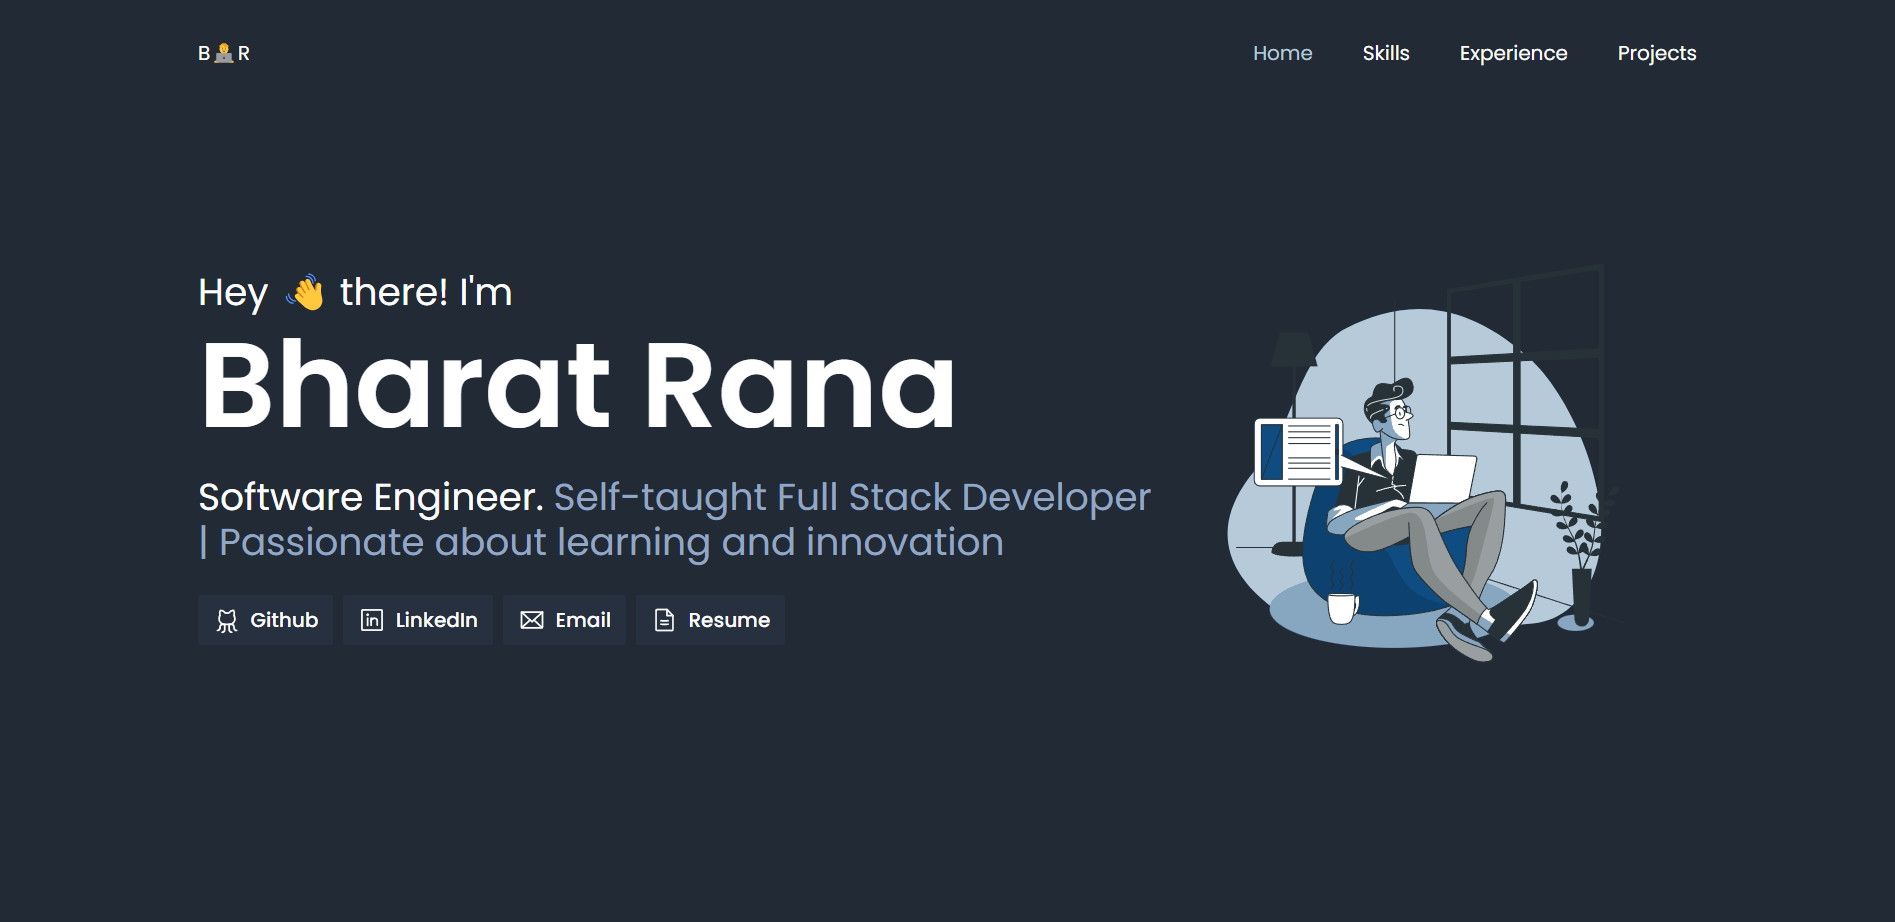 B🧑‍💻R
Home Skills Experience Projects
Hey 👋 there! I'm
Bharat Rana
Software Engineer. Self-taught Full Stack Developer
| Passionate about learning and innovation
Github LinkedIn Email Resume